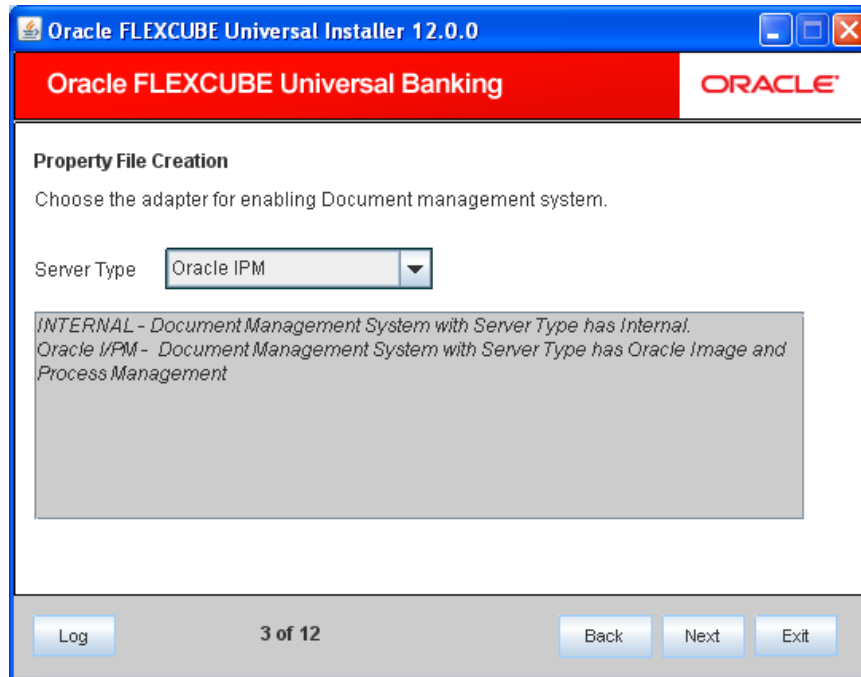 Oracle FLEXCUBE Universal Installer 12.0.0
Oracle FLEXCUBE Universal Banking
ORACLE
Property File Creation
Choose the adapter for enabling Document management system.
Server Type Oracle IPM
INTERNAL - Document Management System with Server Type has Internal.
Oracle I/PM - Document Management System with Server Type has Oracle Image and
Process Management
Log 3 of 12 Back Next Exit